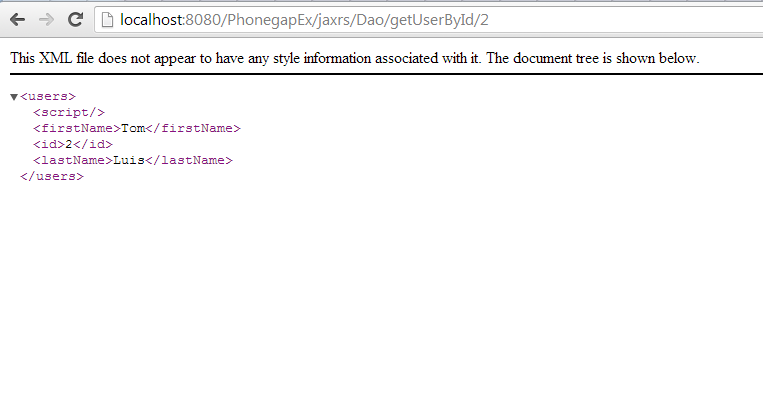 localhost:8080/PhonegapEx/jaxrs/Dao/getUserById/2
This XML file does not appear to have any style information associated with it. The document tree is shown below.
▼<users>
<script/>
<firstName>Tom</firstName>
<id>2</id>
<lastName>Luis</lastName>
</users>